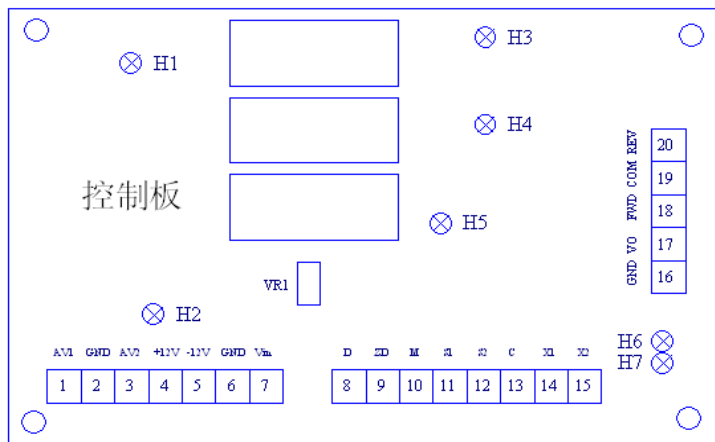 H1
H3
H4
控制板
H5
VR1
H2
REV 20
COM 19
FWD 18
VO 17
GND 16
H6
H7
AV1 GND AV2 +12V -12V GND Vin
1 2 3 4 5 6 7
D ZD M S1 S2 C X1 X2
8 9 10 11 12 13 14 15